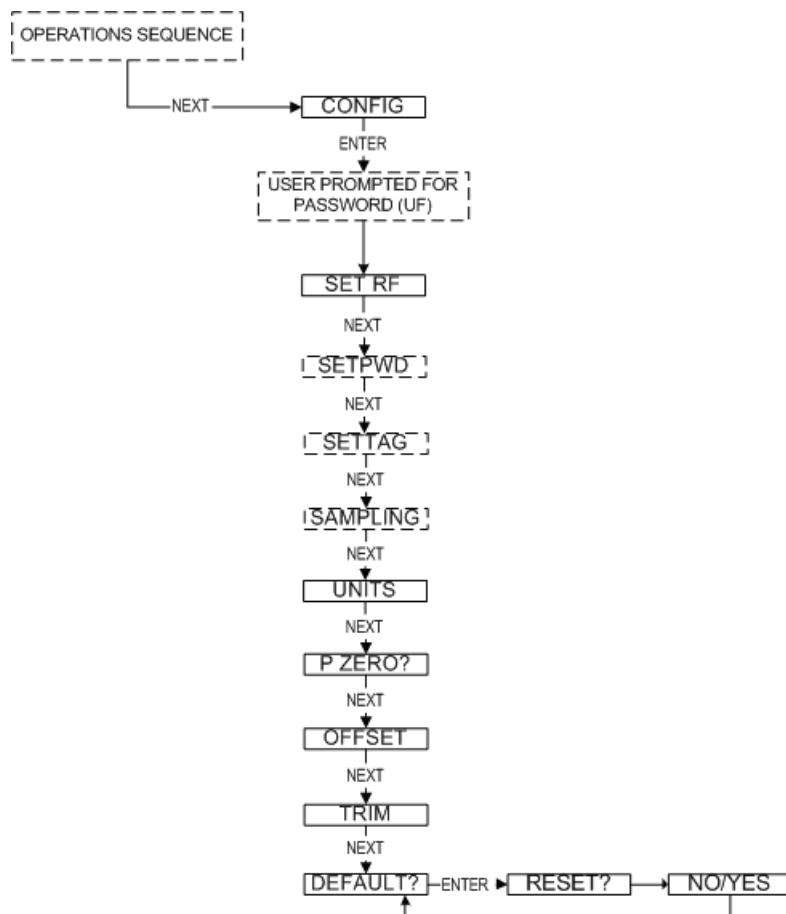 OPERATIONS SEQUENCE
NEXT
CONFIG
ENTER
USER PROMPTED FOR
PASSWORD (UF)
SET RF
NEXT
SETPWD
NEXT
SETTAG
NEXT
SAMPLING
NEXT
UNITS
NEXT
P ZERO?
NEXT
OFFSET
NEXT
TRIM
NEXT
DEFAULT? ENTER RESET? NO/YES